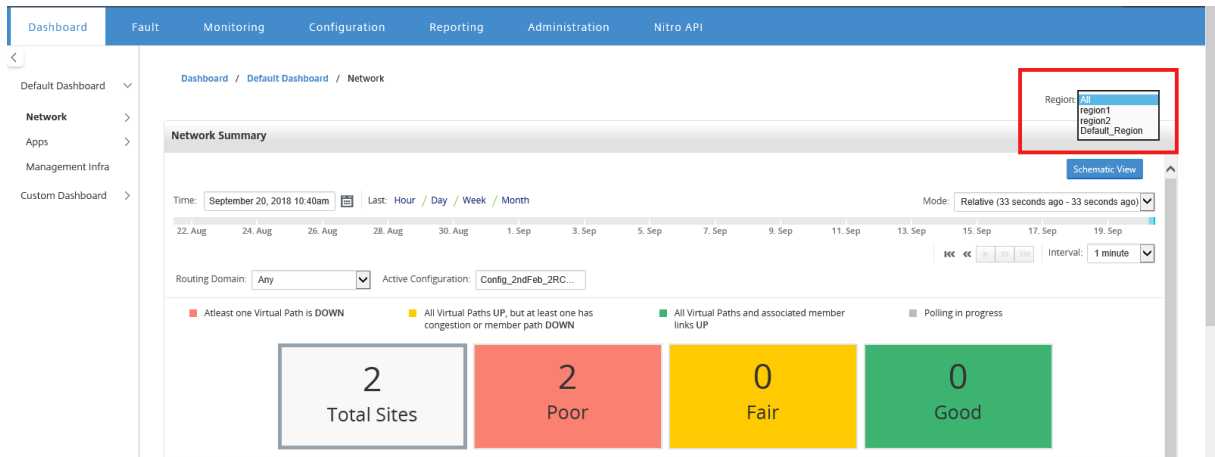 Dashboard Fault Monitoring Configuration Reporting Administration Nitro API
Default Dashboard
Network
Apps
Management Infra
Custom Dashboard
Dashboard / Default Dashboard / Network
Region: All
region1
region2
Default_Region
Network Summary
Schematic View
Time: September 20, 2018 10:40am Last: Hour / Day / Week / Month Mode: Relative (33 seconds ago - 33 seconds ago)
22. Aug 24. Aug 26. Aug 28. Aug 30. Aug 1. Sep 3. Sep 5. Sep 7. Sep 9. Sep 11. Sep 13. Sep 15. Sep 17. Sep 19. Sep
Interval: 1 minute
Routing Domain: Any Active Configuration: Config_2ndFeb_2RC...
Atleast one Virtual Path is DOWN
All Virtual Paths UP, but at least one has
congestion or member path DOWN
All Virtual Paths and associated member
links UP
Polling in progress
2
Total Sites
2
Poor
0
Fair
0
Good